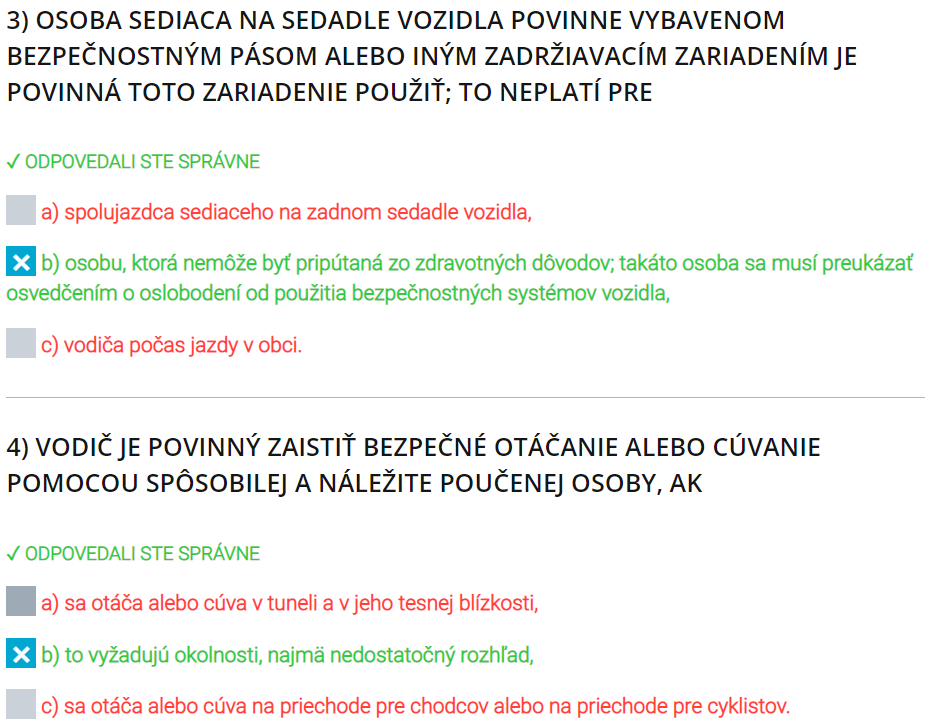 3) OSOBA SEDIACA NA SEDADLE VOZIDLA POVINNE VYBAVENOM
BEZPEČNOSTNÝM PÁSOM ALEBO INÝM ZADRŽIAVACÍM ZARIADENÍM JE
POVINNÁ TOTO ZARIADENIE POUŽIŤ; TO NEPLATÍ PRE
✓ ODPOVEDALI STE SPRÁVNE
a) spolujazdca sediaceho na zadnom sedadle vozidla,
b) osobu, ktorá nemôže byť pripútaná zo zdravotných dôvodov; takáto osoba sa musí preukázať
osvedčením o oslobodení od použitia bezpečnostných systémov vozidla,
c) vodiča počas jazdy v obci.
4) VODIČ JE POVINNÝ ZAISTIŤ BEZPEČNÉ OTÁČANIE ALEBO CÚVANIE
POMOCOU SPÔSOBILEJ A NÁLEŽITE POUČENEJ OSOBY, AK
✓ ODPOVEDALI STE SPRÁVNE
a) sa otáča alebo cúva v tuneli a v jeho tesnej blízkosti,
b) to vyžadujú okolnosti, najmä nedostatočný rozhľad,
c) sa otáča alebo cúva na priechode pre chodcov alebo na priechode pre cyklistov.